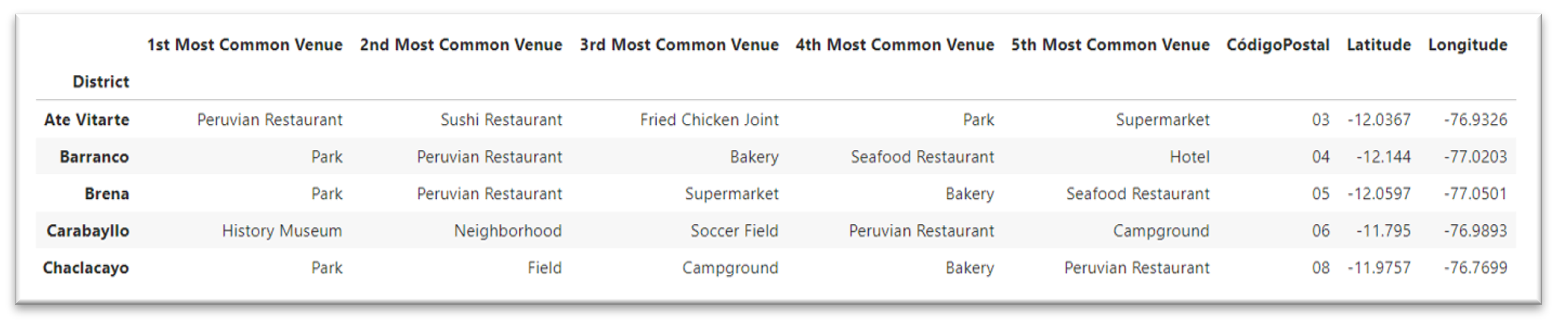 1st Most Common Venue 2nd Most Common Venue 3rd Most Common Venue 4th Most Common Venue 5th Most Common Venue CódigoPostal Latitude Longitude
District
Ate Vitarte Peruvian Restaurant Sushi Restaurant Fried Chicken Joint Park Supermarket 03 -12.0367 -76.9326
Barranco Park Peruvian Restaurant Bakery Seafood Restaurant Hotel 04 -12.144 -77.0203
Brena Park Peruvian Restaurant Supermarket Bakery Seafood Restaurant 05 -12.0597 -77.0501
Carabayllo History Museum Neighborhood Soccer Field Peruvian Restaurant Campground 06 -11.795 -76.9893
Chaclacayo Park Field Campground Bakery Peruvian Restaurant 08 -11.9757 -76.7699